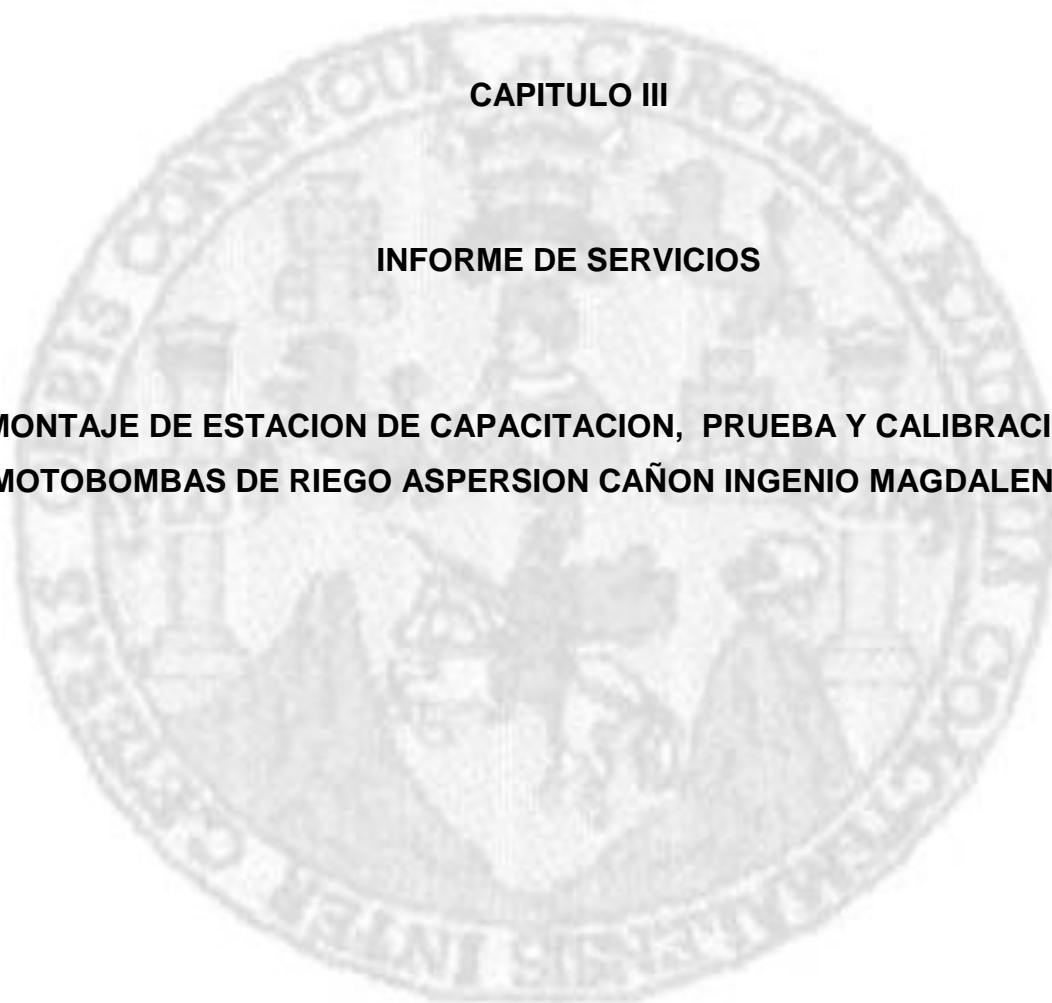 CAPITULO III
INFORME DE SERVICIOS
MONTAJE DE ESTACION DE CAPACITACION, PRUEBA Y CALIBRACI
MOTOBOMBAS DE RIEGO ASPERSION CAÑON INGENIO MAGDALEN